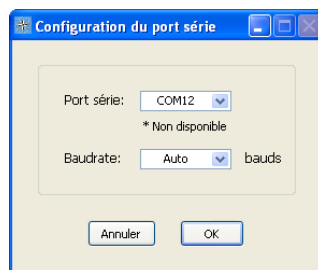 Configuration du port série
Port série: COM12
* Non disponible
Baudrate: Auto bauds
Annuler OK